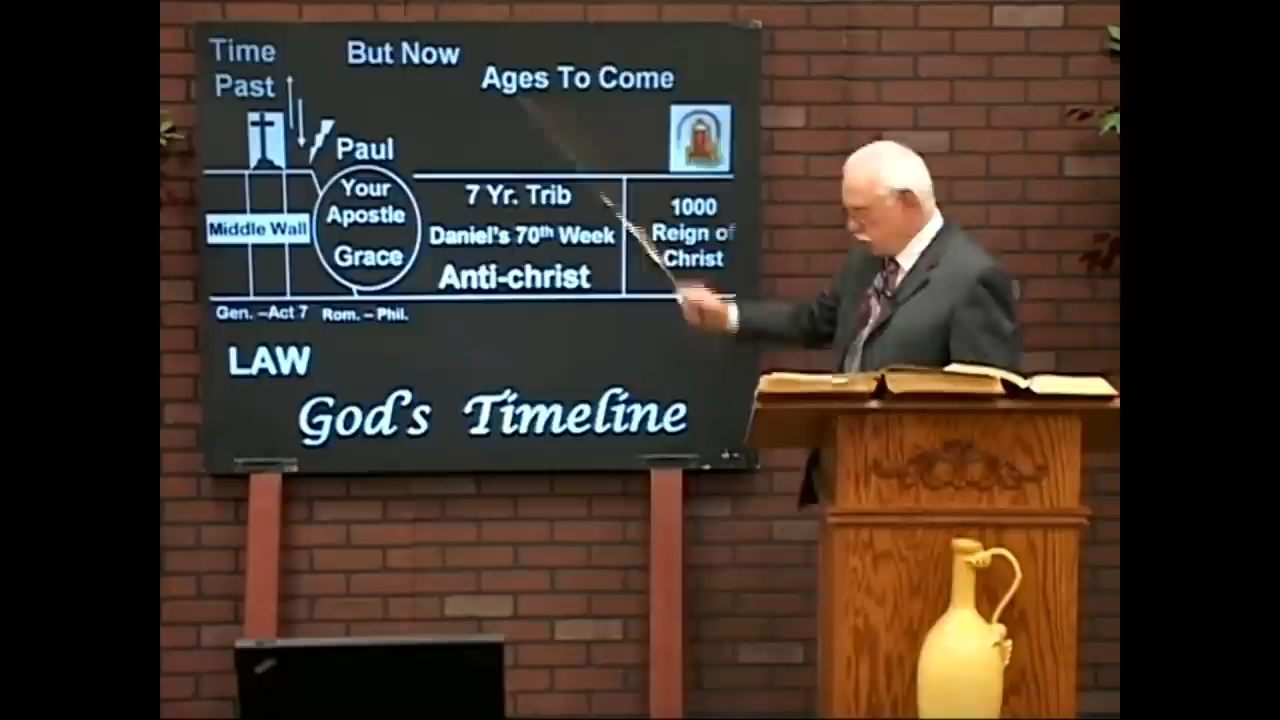 Time
Past
But Now
Ages To Come
Paul
Your
Apostle
Grace
Middle Wall
7 Yr. Trib
Daniel's 70th Week
Anti-christ
1000
Reign of
Christ
Gen. –Act 7
Rom. – Phil.
LAW
God's Timeline